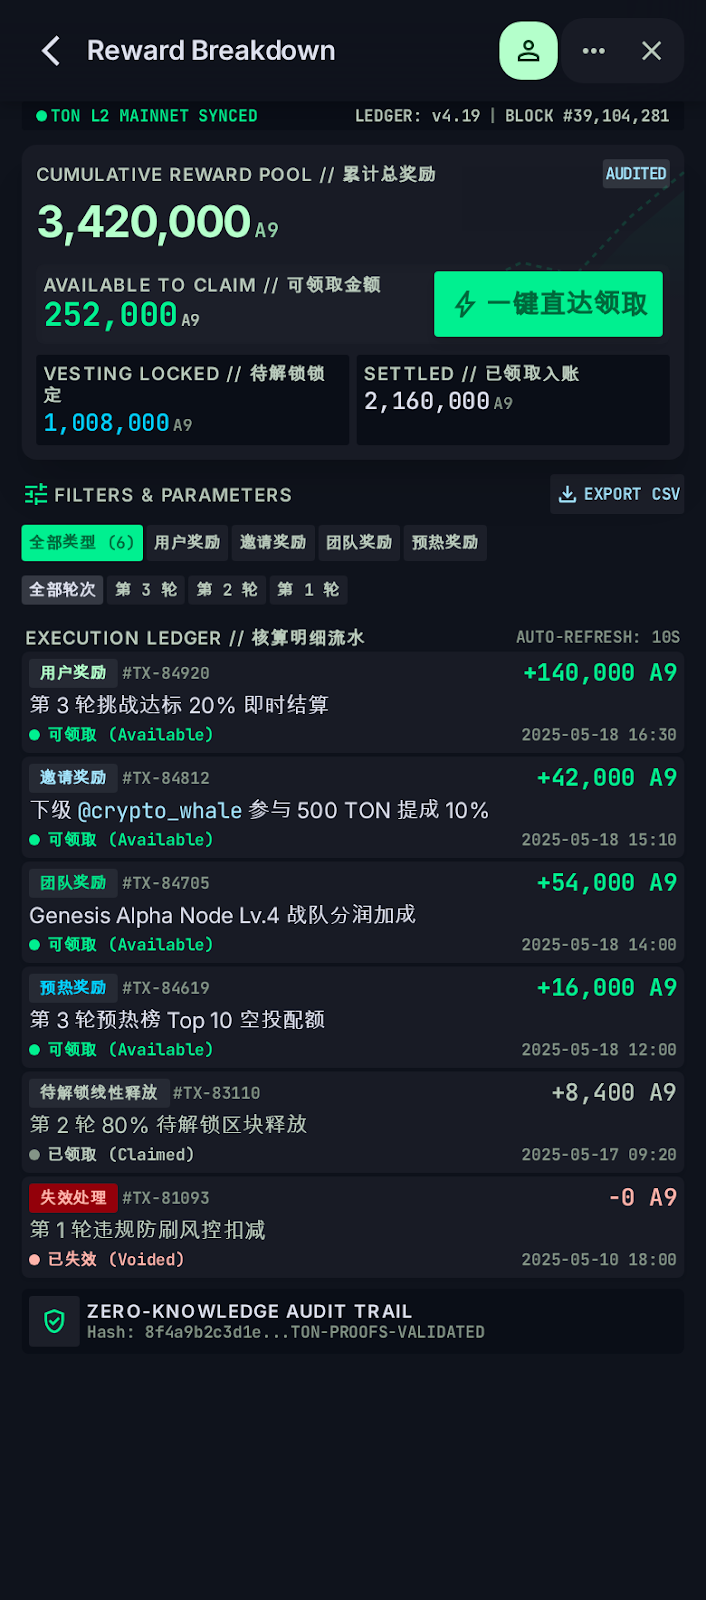 Reward Breakdown
TON L2 MAINNET SYNCED
LEDGER: v4.19 | BLOCK #39,104,281
CUMULATIVE REWARD POOL // 累计总奖励
AUDITED
3,420,000 A9
AVAILABLE TO CLAIM // 可领取金额
252,000 A9
一键直达领取
VESTING LOCKED // 待解锁锁
定
1,008,000 A9
SETTLED // 已领取入账
2,160,000 A9
FILTERS & PARAMETERS
EXPORT CSV
全部类型 (6) 用户奖励 邀请奖励 团队奖励 预热奖励
全部轮次 第 3 轮 第 2 轮 第 1 轮
EXECUTION LEDGER // 核算明细流水
AUTO-REFRESH: 10S
用户奖励 #TX-84920 +140,000 A9
第 3 轮挑战达标 20% 即时结算
可领取 (Available) 2025-05-18 16:30
邀请奖励 #TX-84812 +42,000 A9
下级 @crypto_whale 参与 500 TON 提成 10%
可领取 (Available) 2025-05-18 15:10
团队奖励 #TX-84705 +54,000 A9
Genesis Alpha Node Lv.4 战队分润加成
可领取 (Available) 2025-05-18 14:00
预热奖励 #TX-84619 +16,000 A9
第 3 轮预热榜 Top 10 空投配额
可领取 (Available) 2025-05-18 12:00
待解锁线性释放 #TX-83110 +8,400 A9
第 2 轮 80% 待解锁区块释放
已领取 (Claimed) 2025-05-17 09:20
失效处理 #TX-81093 -0 A9
第 1 轮违规防刷风控扣减
已失效 (Voided) 2025-05-10 18:00
ZERO-KNOWLEDGE AUDIT TRAIL
Hash: 8f4a9b2c3d1e...TON-PROOFS-VALIDATED